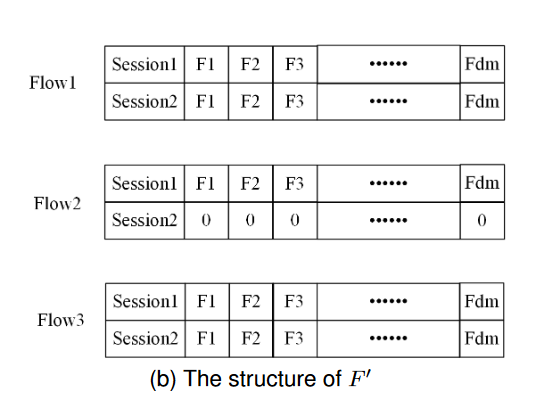 Flow1
Session1 F1 F2 F3 •••••• Fdm
Session2 F1 F2 F3 •••••• Fdm
Flow2
Session1 F1 F2 F3 •••••• Fdm
Session2 0 0 0 •••••• 0
Flow3
Session1 F1 F2 F3 •••••• Fdm
Session2 F1 F2 F3 •••••• Fdm
(b) The structure of F′